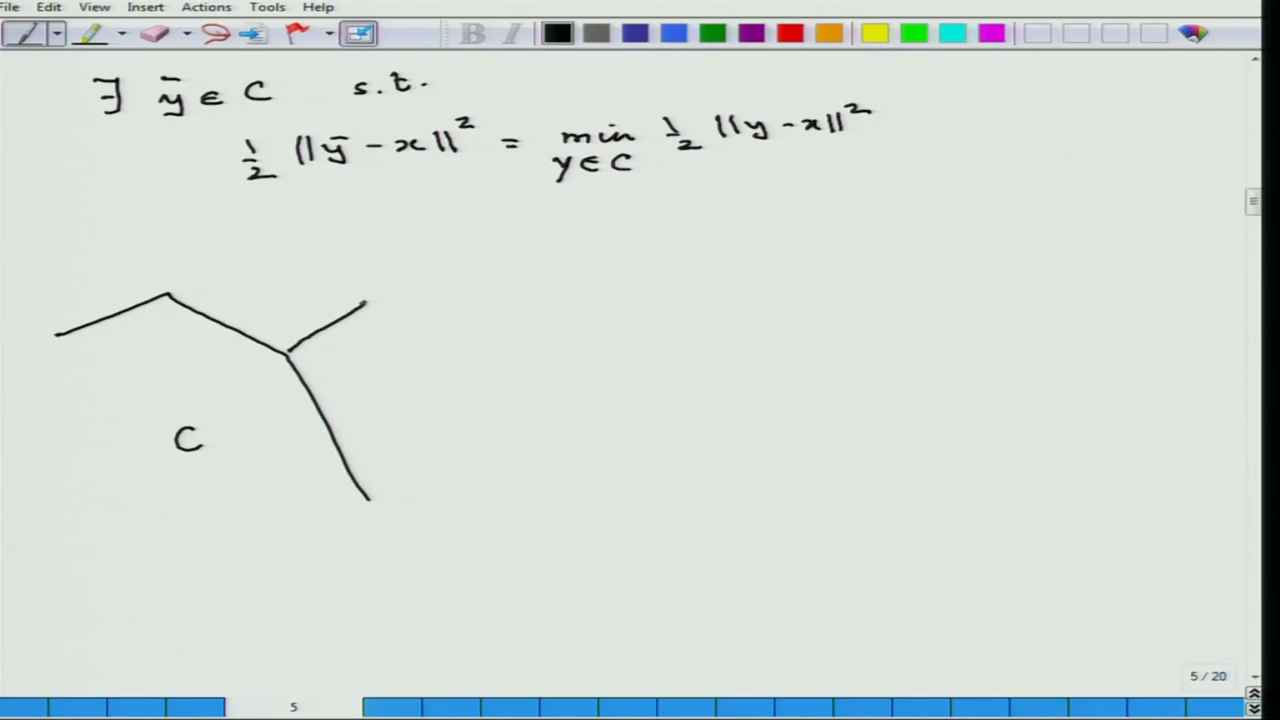 File Edit View Insert Actions Tools Help
B I
∃ ȳ ∈ C s.t.
½ ||ȳ - x||² = min ½ ||y - x||²
y ∈ C
C
5 / 20
5